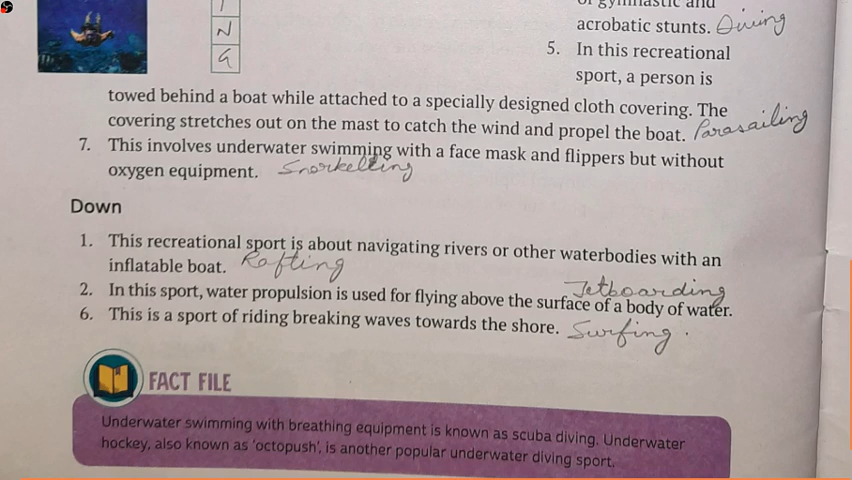 N
G
of gymnastic and
acrobatic stunts. Diving
5. In this recreational
sport, a person is
towed behind a boat while attached to a specially designed cloth covering. The
covering stretches out on the mast to catch the wind and propel the boat. Parasailing
7. This involves underwater swimming with a face mask and flippers but without
oxygen equipment. Snorkelling
Down
1. This recreational sport is about navigating rivers or other waterbodies with an
inflatable boat. Rafting
Jetboarding
2. In this sport, water propulsion is used for flying above the surface of a body of water.
6. This is a sport of riding breaking waves towards the shore. Surfing.
FACT FILE
Underwater swimming with breathing equipment is known as scuba diving. Underwater
hockey, also known as 'octopush', is another popular underwater diving sport.